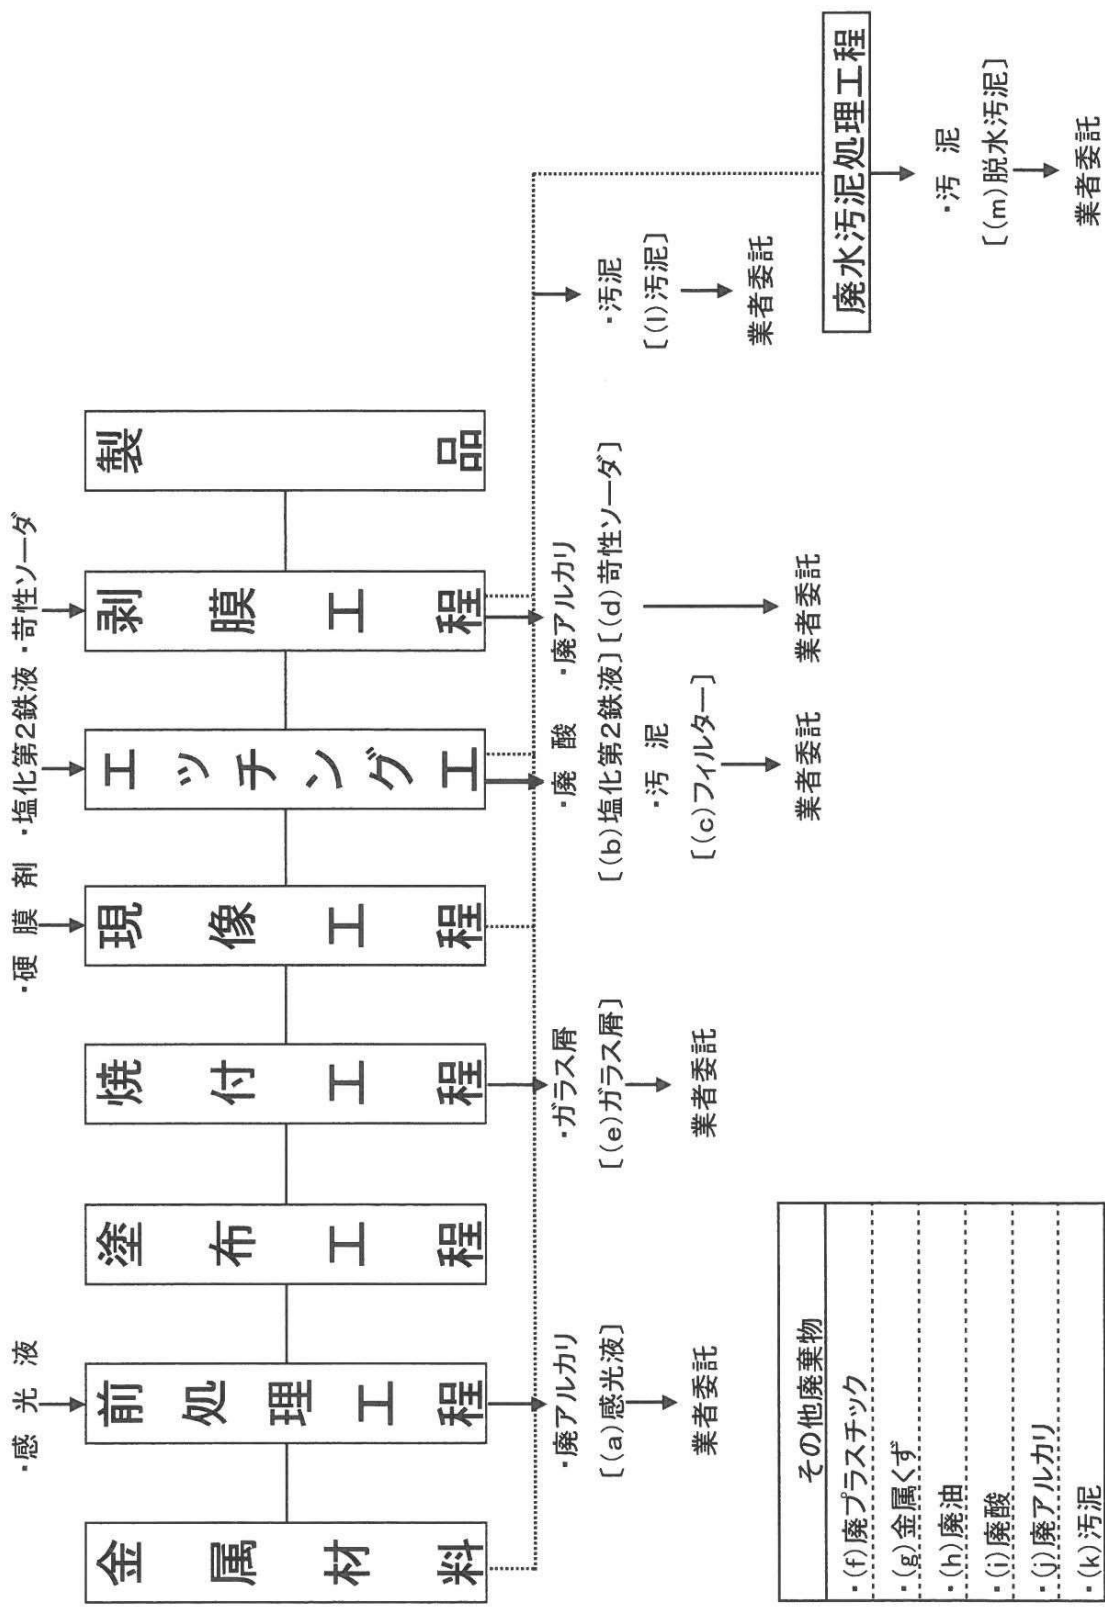 ・感光液
・硬膜剤
・塩化第2鉄液
・苛性ソーダ
金属材料
前処理工程
塗布工程
焼付工程
現像工程
エッチング工
剥膜工程
製品
・廃アルカリ
[(a)感光液]
業者委託
・ガラス屑
[(e)ガラス屑]
業者委託
・廃酸
[(b)塩化第2鉄液]
・汚泥
[(c)フィルター]
業者委託
・廃アルカリ
[(d)苛性ソーダ]
業者委託
・汚泥
[(l)汚泥]
業者委託
廃水汚泥処理工程
・汚泥
[(m)脱水汚泥]
業者委託
その他廃棄物
・(f)廃プラスチック
・(g)金属くず
・(h)廃油
・(i)廃酸
・(j)廃アルカリ
・(k)汚泥